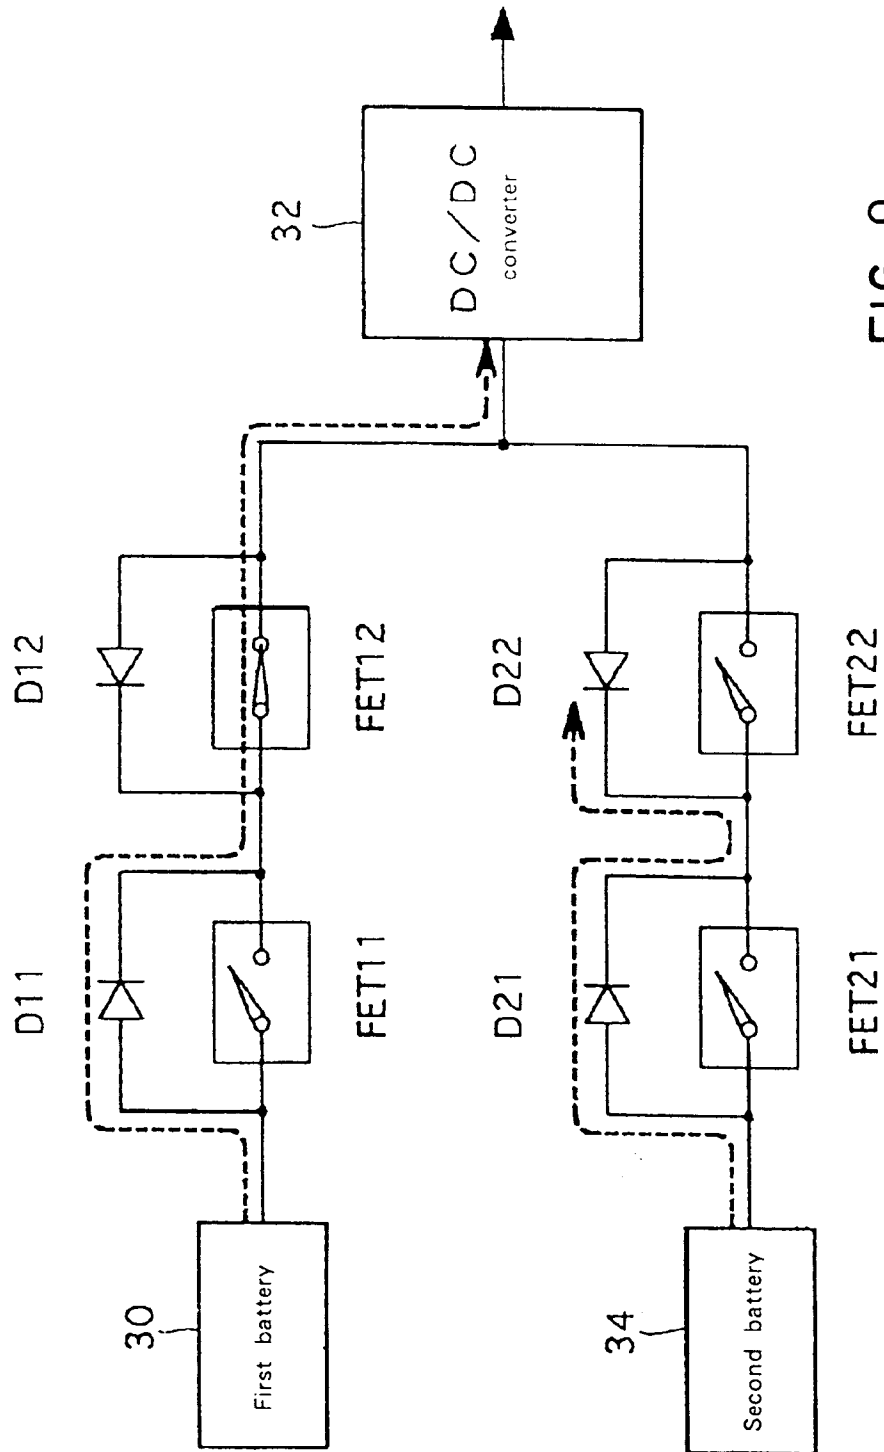 D11
D12
30
First battery
FET11
FET12
32
DC/DC
converter
D21
D22
34
Second battery
FET21
FET22
FIG